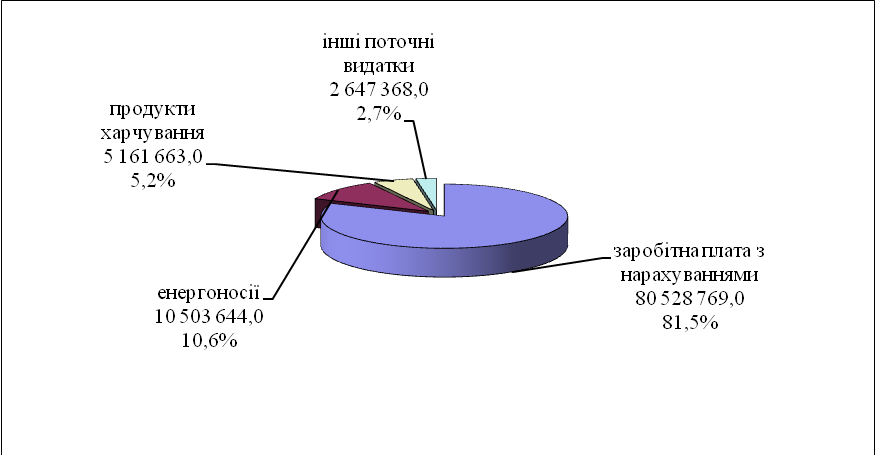 інші поточні
видатки
2 647 368,0
2,7%
продукти
харчування
5 161 663,0
5,2%
заробітна плата з
нарахуваннями
80 528 769,0
81,5%
енергоносії
10 503 644,0
10,6%